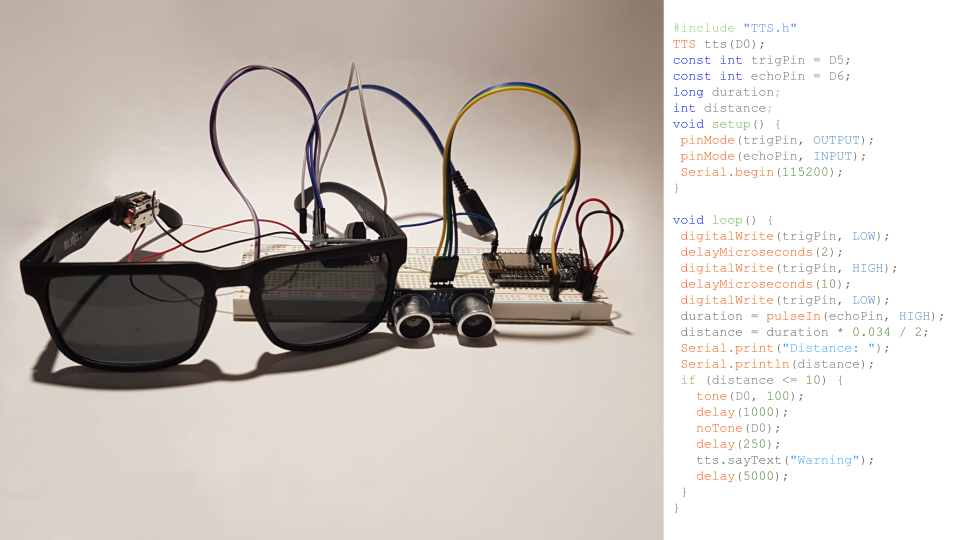 #include "TTS.h"
TTS tts(D0);
const int trigPin = D5;
const int echoPin = D6;
long duration;
int distance;
void setup() {
pinMode(trigPin, OUTPUT);
pinMode(echoPin, INPUT);
Serial.begin(115200);
}
void loop() {
digitalWrite(trigPin, LOW);
delayMicroseconds(2);
digitalWrite(trigPin, HIGH);
delayMicroseconds(10);
digitalWrite(trigPin, LOW);
duration = pulseIn(echoPin, HIGH);
distance = duration * 0.034 / 2;
Serial.print("Distance: ");
Serial.println(distance);
if (distance <= 10) {
tone(D0, 100);
delay(1000);
noTone(D0);
delay(250);
tts.sayText("Warning");
delay(5000);
}
}